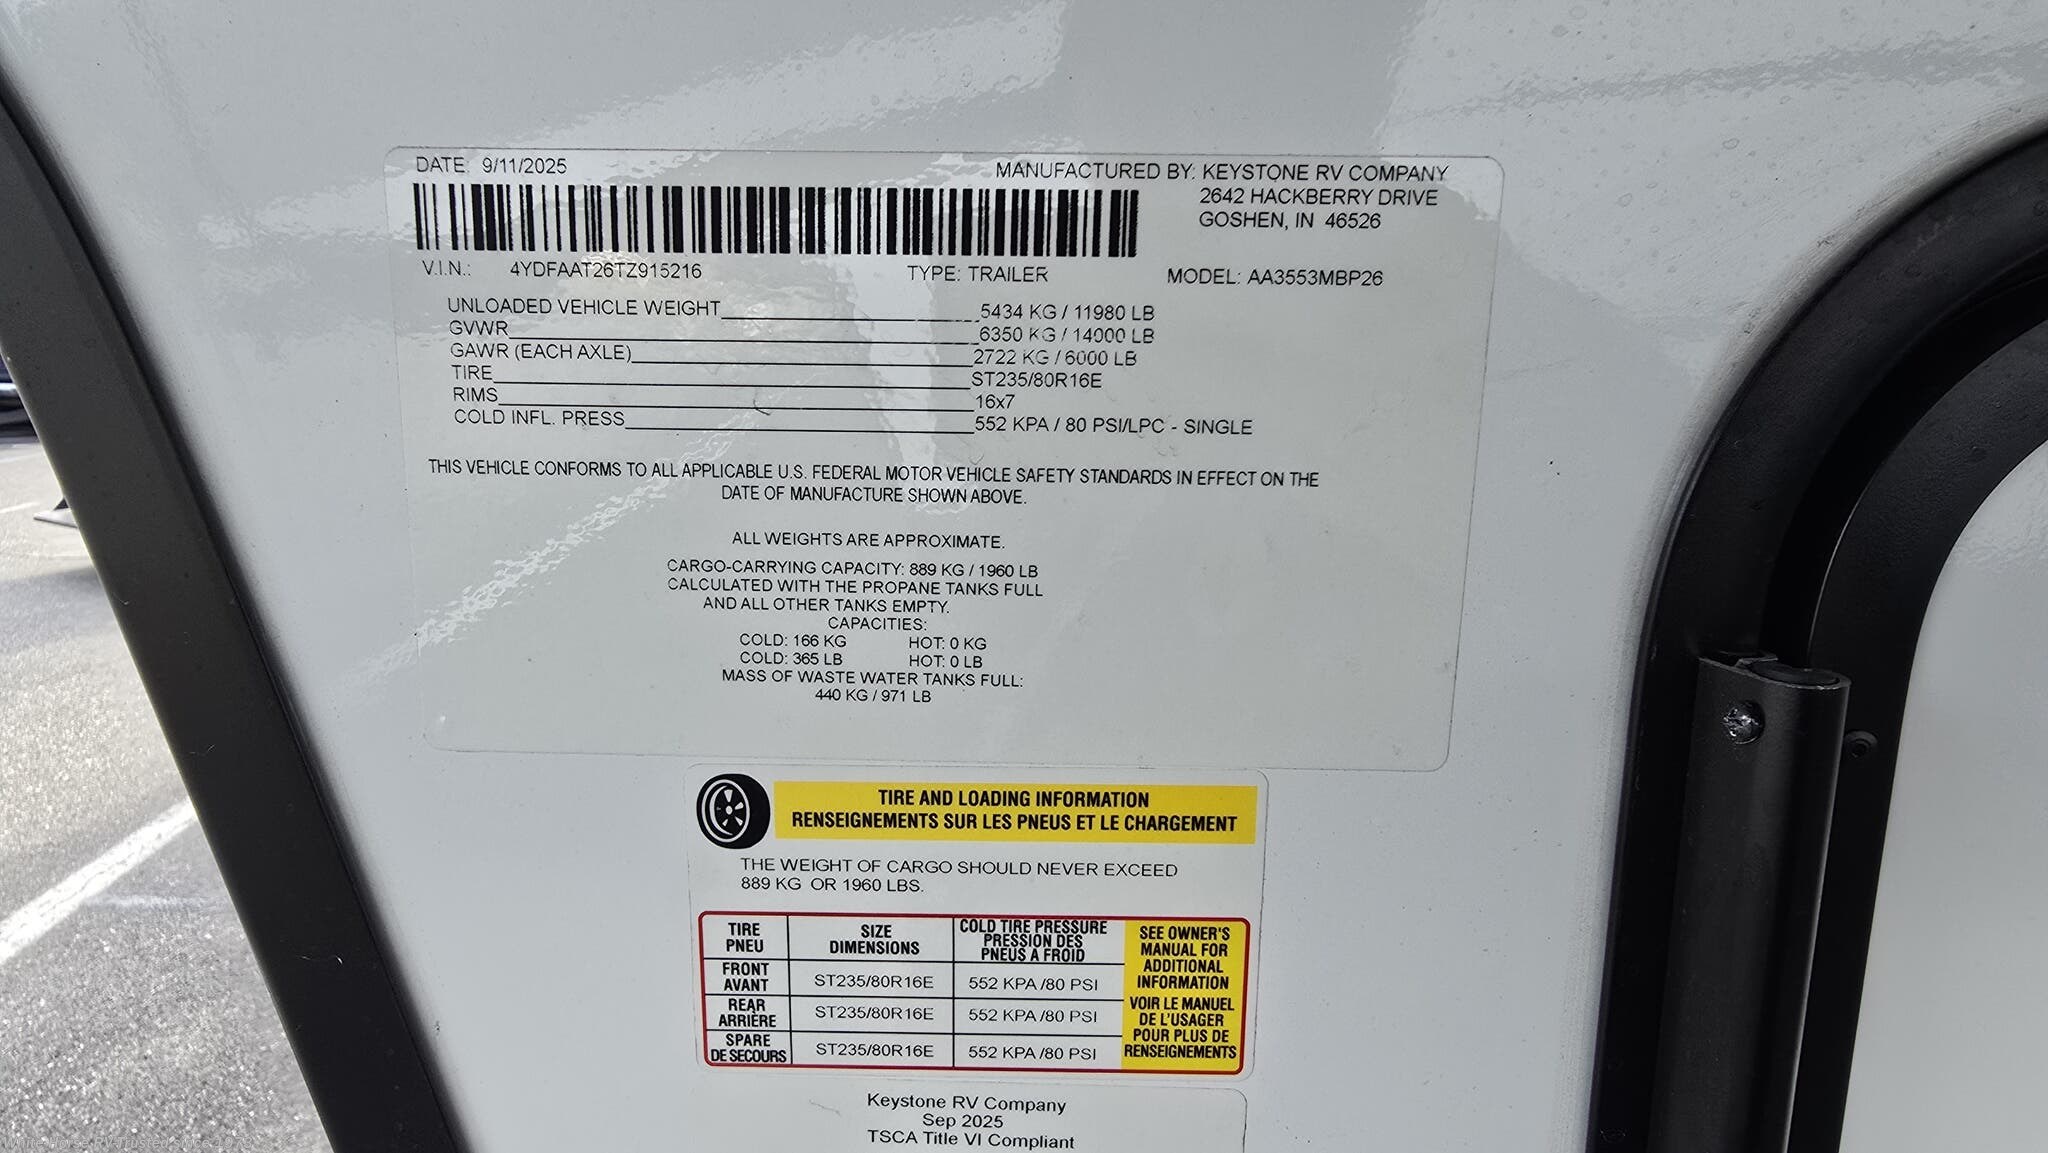 DATE: 9/11/2025
MANUFACTURED BY: KEYSTONE RV COMPANY
2642 HACKBERRY DRIVE
GOSHEN, IN 46526
V.I.N.: 4YDFAAT26TZ915216 TYPE: TRAILER MODEL: AA3553MBP26
UNLOADED VEHICLE WEIGHT 5434 KG / 11980 LB
GVWR 6350 KG / 14000 LB
GAWR (EACH AXLE) 2722 KG / 6000 LB
TIRE ST235/80R16E
RIMS 16x7
COLD INFL. PRESS 552 KPA / 80 PSI/LPC - SINGLE
THIS VEHICLE CONFORMS TO ALL APPLICABLE U.S. FEDERAL MOTOR VEHICLE SAFETY STANDARDS IN EFFECT ON THE
DATE OF MANUFACTURE SHOWN ABOVE.
ALL WEIGHTS ARE APPROXIMATE.
CARGO-CARRYING CAPACITY: 889 KG / 1960 LB
CALCULATED WITH THE PROPANE TANKS FULL
AND ALL OTHER TANKS EMPTY.
CAPACITIES:
COLD: 166 KG HOT: 0 KG
COLD: 365 LB HOT: 0 LB
MASS OF WASTE WATER TANKS FULL:
440 KG / 971 LB
TIRE AND LOADING INFORMATION
RENSEIGNEMENTS SUR LES PNEUS ET LE CHARGEMENT
THE WEIGHT OF CARGO SHOULD NEVER EXCEED
889 KG OR 1960 LBS.
TIRE
PNEU
SIZE
DIMENSIONS
COLD TIRE PRESSURE
PRESSION DES
PNEUS A FROID
FRONT
AVANT
ST235/80R16E
552 KPA /80 PSI
REAR
ARRIÈRE
ST235/80R16E
552 KPA /80 PSI
SPARE
DE SECOURS
ST235/80R16E
552 KPA /80 PSI
SEE OWNER'S
MANUAL FOR
ADDITIONAL
INFORMATION
VOIR LE MANUEL
DE L'USAGER
POUR PLUS DE
RENSEIGNEMENTS
Keystone RV Company
Sep 2025
TSCA Title VI Compliant
White Horse RV Trusted since 1973